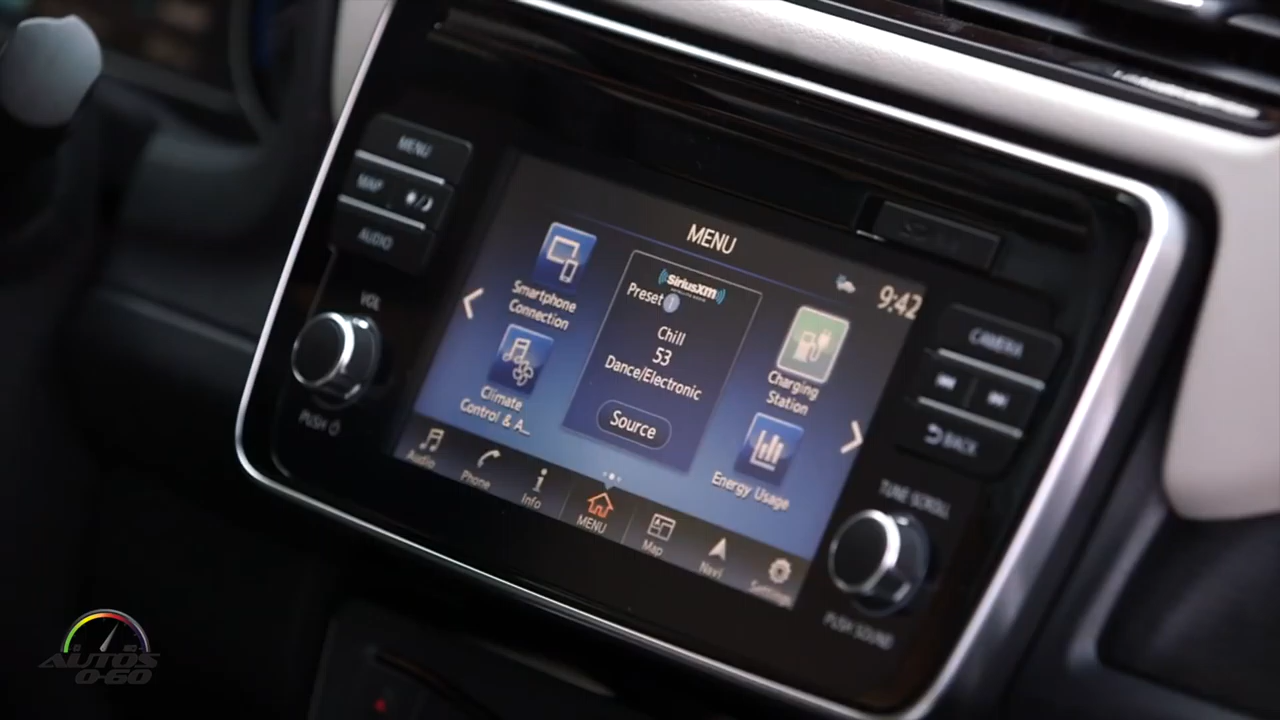 MENU
MAP
AUDIO
VOL
PUSH
MENU
9:42
Smartphone
Connection
Climate
Control & A...
SiriusXM
Preset 1
Chill
53
Dance/Electronic
Source
Charging
Station
Energy Usage
Audio
Phone
Info
MENU
Map
Navi
Settings
CAMERA
BACK
TUNE·SCROLL
PUSH SOUND
AUTOS
0-60